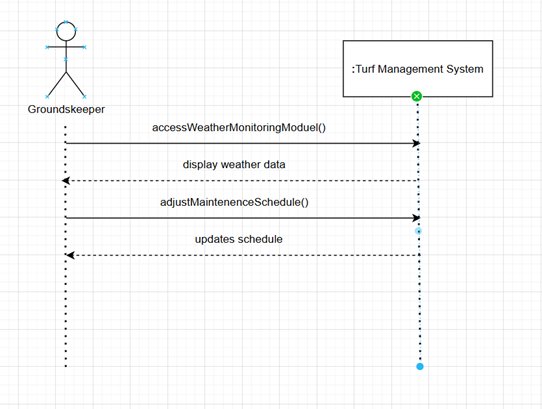 :Turf Management System
Groundskeeper
accessWeatherMonitoringModuel()
display weather data
adjustMaintenenceSchedule()
updates schedule